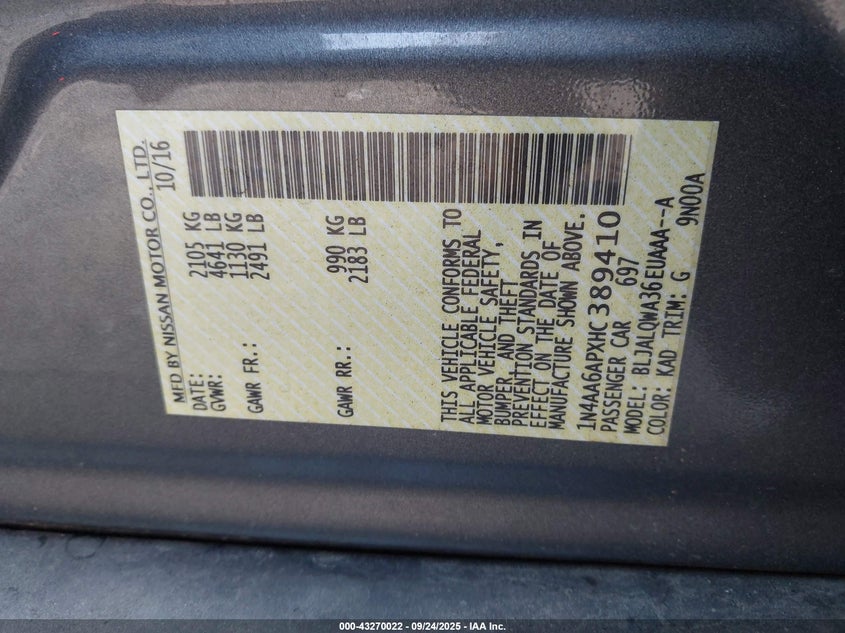 MFD BY NISSAN MOTOR CO., LTD.
DATE: 10/16
GVWR: 2105 KG
4641 LB
GAWR FR.: 1130 KG
2491 LB
GAWR RR.: 990 KG
2183 LB
THIS VEHICLE CONFORMS TO
ALL APPLICABLE FEDERAL
MOTOR VEHICLE SAFETY,
BUMPER, AND THEFT
PREVENTION STANDARDS IN
EFFECT ON THE DATE OF
MANUFACTURE SHOWN ABOVE.
1N4AA6APXHC389410
PASSENGER CAR 697
MODEL: BLJALQWA36EUAAA--A
COLOR: KAD TRIM: G 9N00A
000-43270022 - 09/24/2025 - IAA Inc.